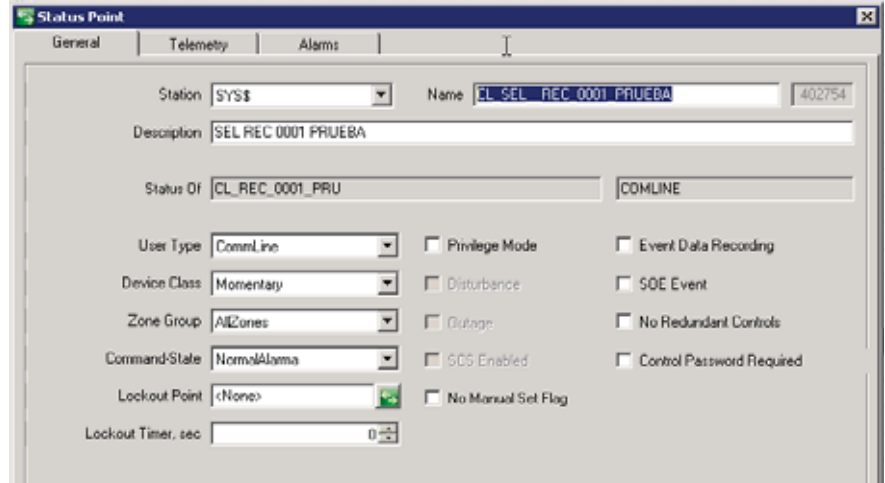 Status Point
General Telemetry Alarms
Station SYS$ Name CL_SEL__REC_0001_PRUEBA 402754
Description SEL REC 0001 PRUEBA
Status Of CL_REC_0001_PRU COMLINE
User Type CommLine Privilege Mode Event Data Recording
Device Class Momentary Disturbance SOE Event
Zone Group AllZones Outage No Redundant Controls
Command-State NormalAlarma SCS Enabled Control Password Required
Lockout Point <None> No Manual Set Flag
Lockout Timer, sec 0